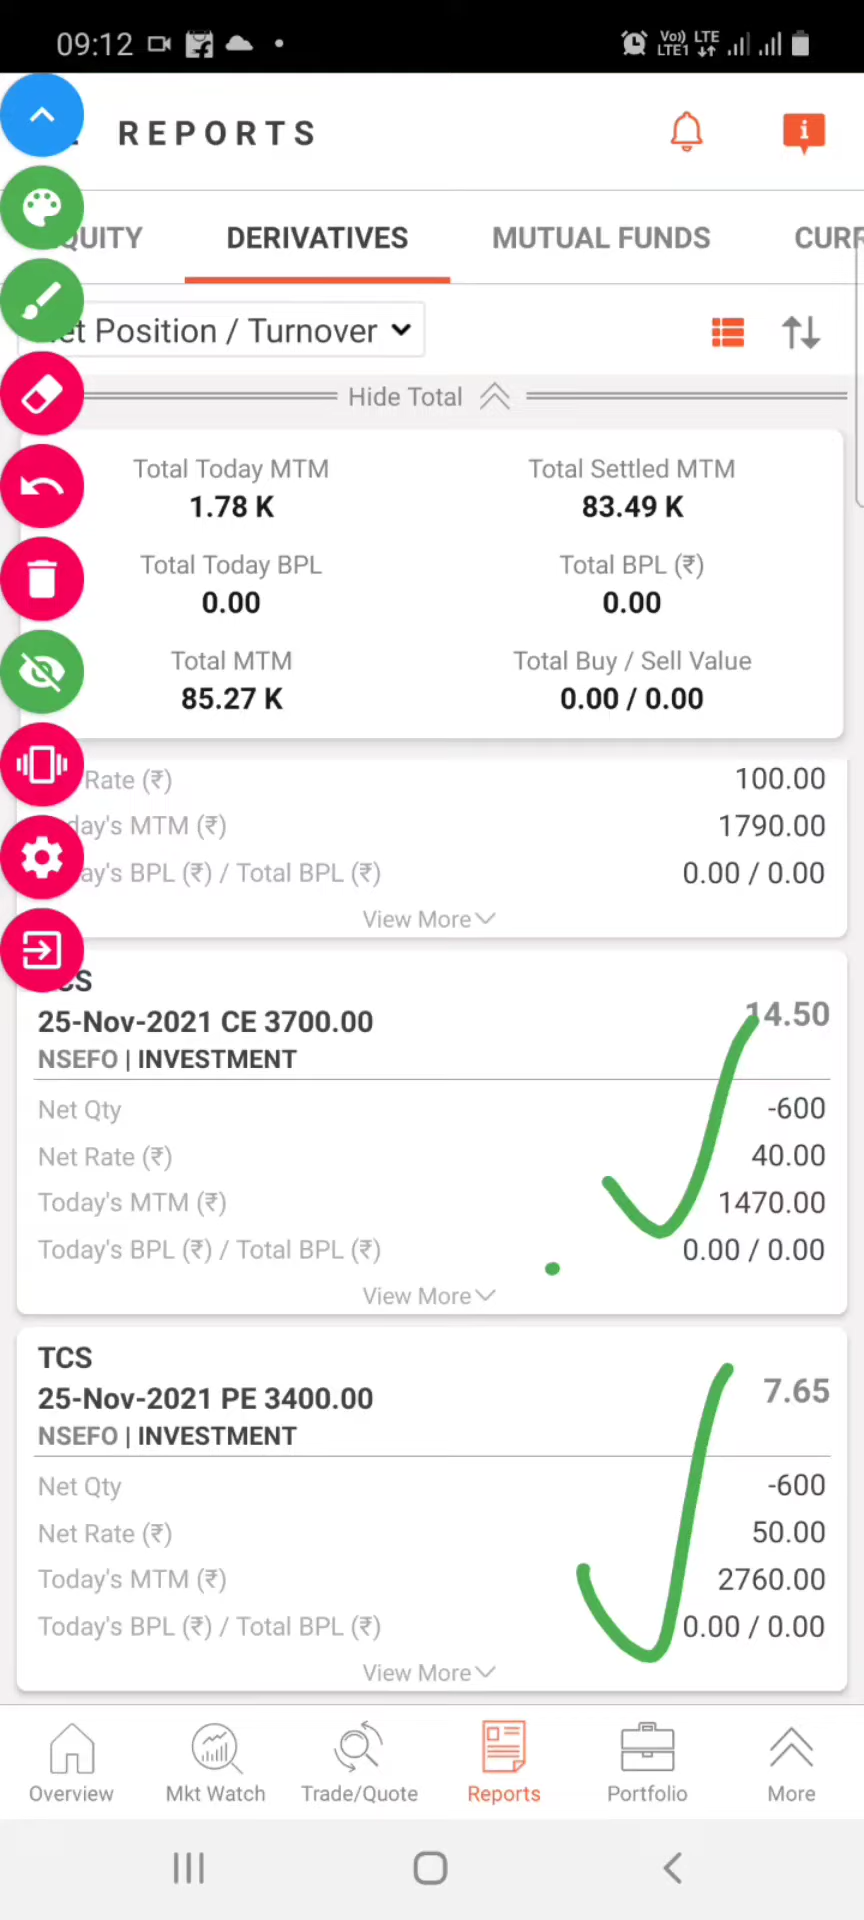 09:12 Vo)) LTE
LTE1
REPORTS
QUITY DERIVATIVES MUTUAL FUNDS CURR
et Position / Turnover
Hide Total
Total Today MTM Total Settled MTM
1.78 K 83.49 K
Total Today BPL Total BPL (₹)
0.00 0.00
Total MTM Total Buy / Sell Value
85.27 K 0.00 / 0.00
Rate (₹) 100.00
day's MTM (₹) 1790.00
ay's BPL (₹) / Total BPL (₹) 0.00 / 0.00
View More
CS
25-Nov-2021 CE 3700.00 14.50
NSEFO | INVESTMENT
Net Qty -600
Net Rate (₹) 40.00
Today's MTM (₹) 1470.00
Today's BPL (₹) / Total BPL (₹) 0.00 / 0.00
View More
TCS
25-Nov-2021 PE 3400.00 7.65
NSEFO | INVESTMENT
Net Qty -600
Net Rate (₹) 50.00
Today's MTM (₹) 2760.00
Today's BPL (₹) / Total BPL (₹) 0.00 / 0.00
View More
Overview Mkt Watch Trade/Quote Reports Portfolio More